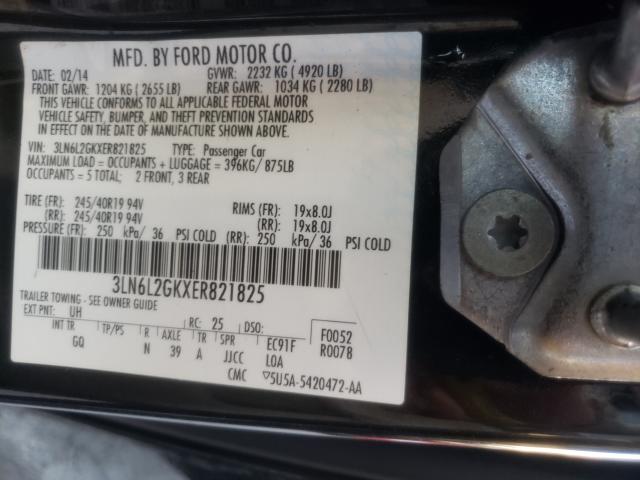 MFD. BY FORD MOTOR CO.
DATE: 02/14 GVWR: 2232 KG ( 4920 LB)
FRONT GAWR: 1204 KG ( 2655 LB) REAR GAWR: 1034 KG ( 2280 LB)
THIS VEHICLE CONFORMS TO ALL APPLICABLE FEDERAL MOTOR
VEHICLE SAFETY, BUMPER, AND THEFT PREVENTION STANDARDS
IN EFFECT ON THE DATE OF MANUFACTURE SHOWN ABOVE.
VIN: 3LN6L2GKXER821825 TYPE: Passenger Car
MAXIMUM LOAD = OCCUPANTS + LUGGAGE = 396KG/ 875LB
OCCUPANTS = 5 TOTAL; 2 FRONT, 3 REAR
TIRE (FR): 245/40R19 94V RIMS (FR): 19x8.0J
(RR): 245/40R19 94V (RR): 19x8.0J
PRESSURE (FR): 250 kPa/ 36 PSI COLD (RR): 250 kPa/ 36 PSI COLD
3LN6L2GKXER821825
TRAILER TOWING - SEE OWNER GUIDE
EXT PNT: UH RC: 25 DSO: F0052
INT TR TP/PS R AXLE TR SPR EC91F R0078
GQ N 39 A JJCC LOA
CMC ▽5U5A-5420472-AA